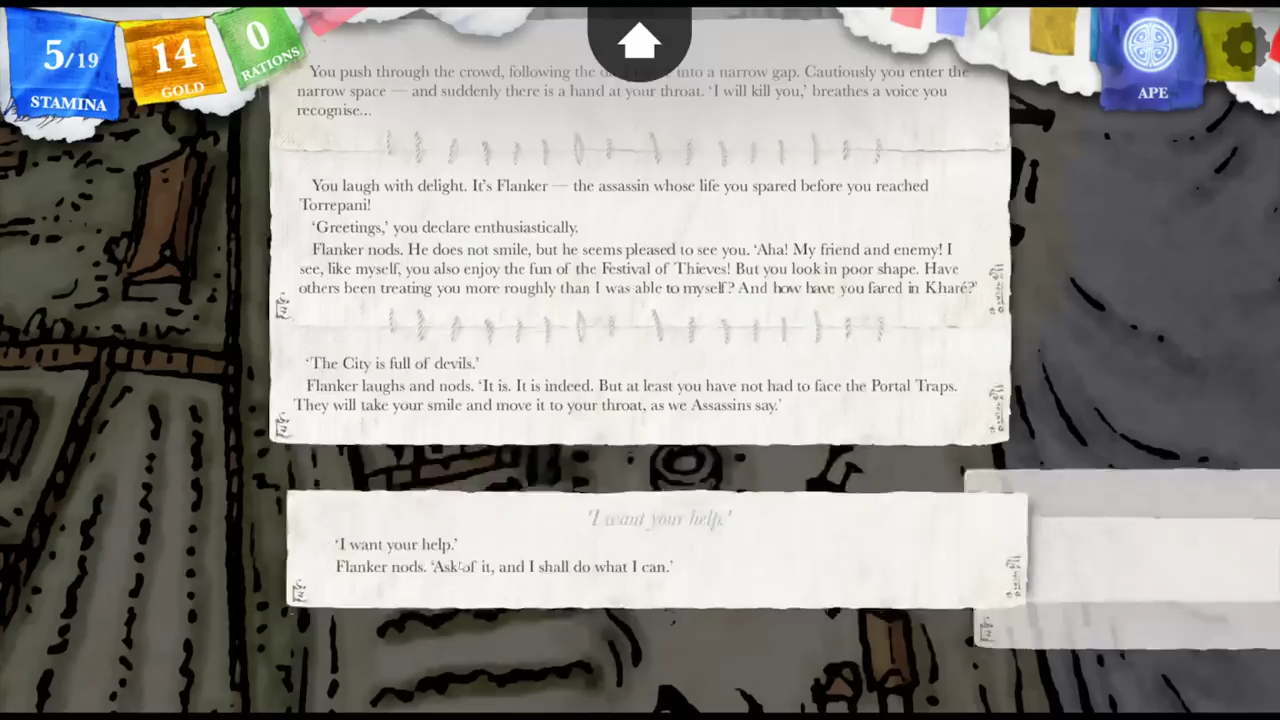 5/19
STAMINA
14
GOLD
0
RATIONS
APE
You push through the crowd, following the into a narrow gap. Cautiously you enter the
narrow space — and suddenly there is a hand at your throat. ‘I will kill you,’ breathes a voice you
recognise...
You laugh with delight. It’s Flanker — the assassin whose life you spared before you reached
Torrepani!
‘Greetings,’ you declare enthusiastically.
Flanker nods. He does not smile, but he seems pleased to see you. ‘Aha! My friend and enemy! I
see, like myself, you also enjoy the fun of the Festival of Thieves! But you look in poor shape. Have
others been treating you more roughly than I was able to myself? And how have you fared in Kharé?’
‘The City is full of devils.’
Flanker laughs and nods. ‘It is. It is indeed. But at least you have not had to face the Portal Traps.
They will take your smile and move it to your throat, as we Assassins say.’
'I want your help.'
‘I want your help.’
Flanker nods. ‘Ask of it, and I shall do what I can.’